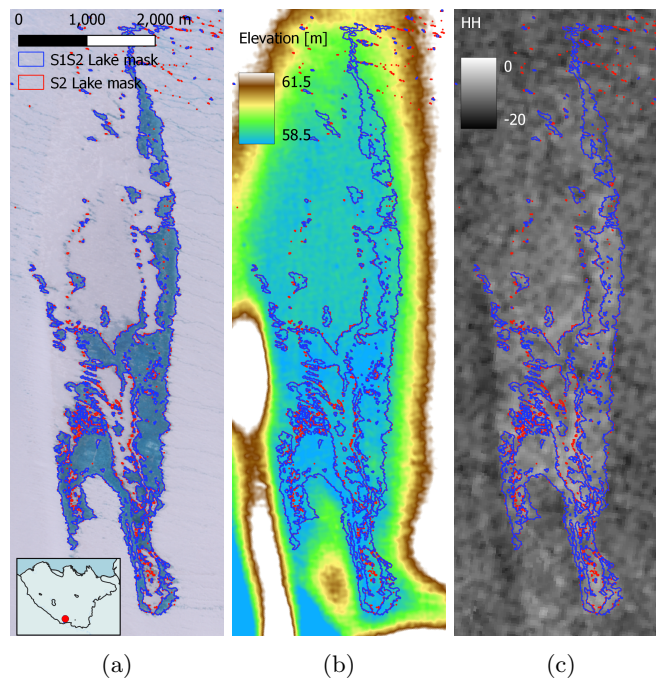 0 1,000 2,000 m
S1S2 Lake mask
S2 Lake mask
Elevation [m]
61.5
58.5
HH
0
-20
(a) (b) (c)